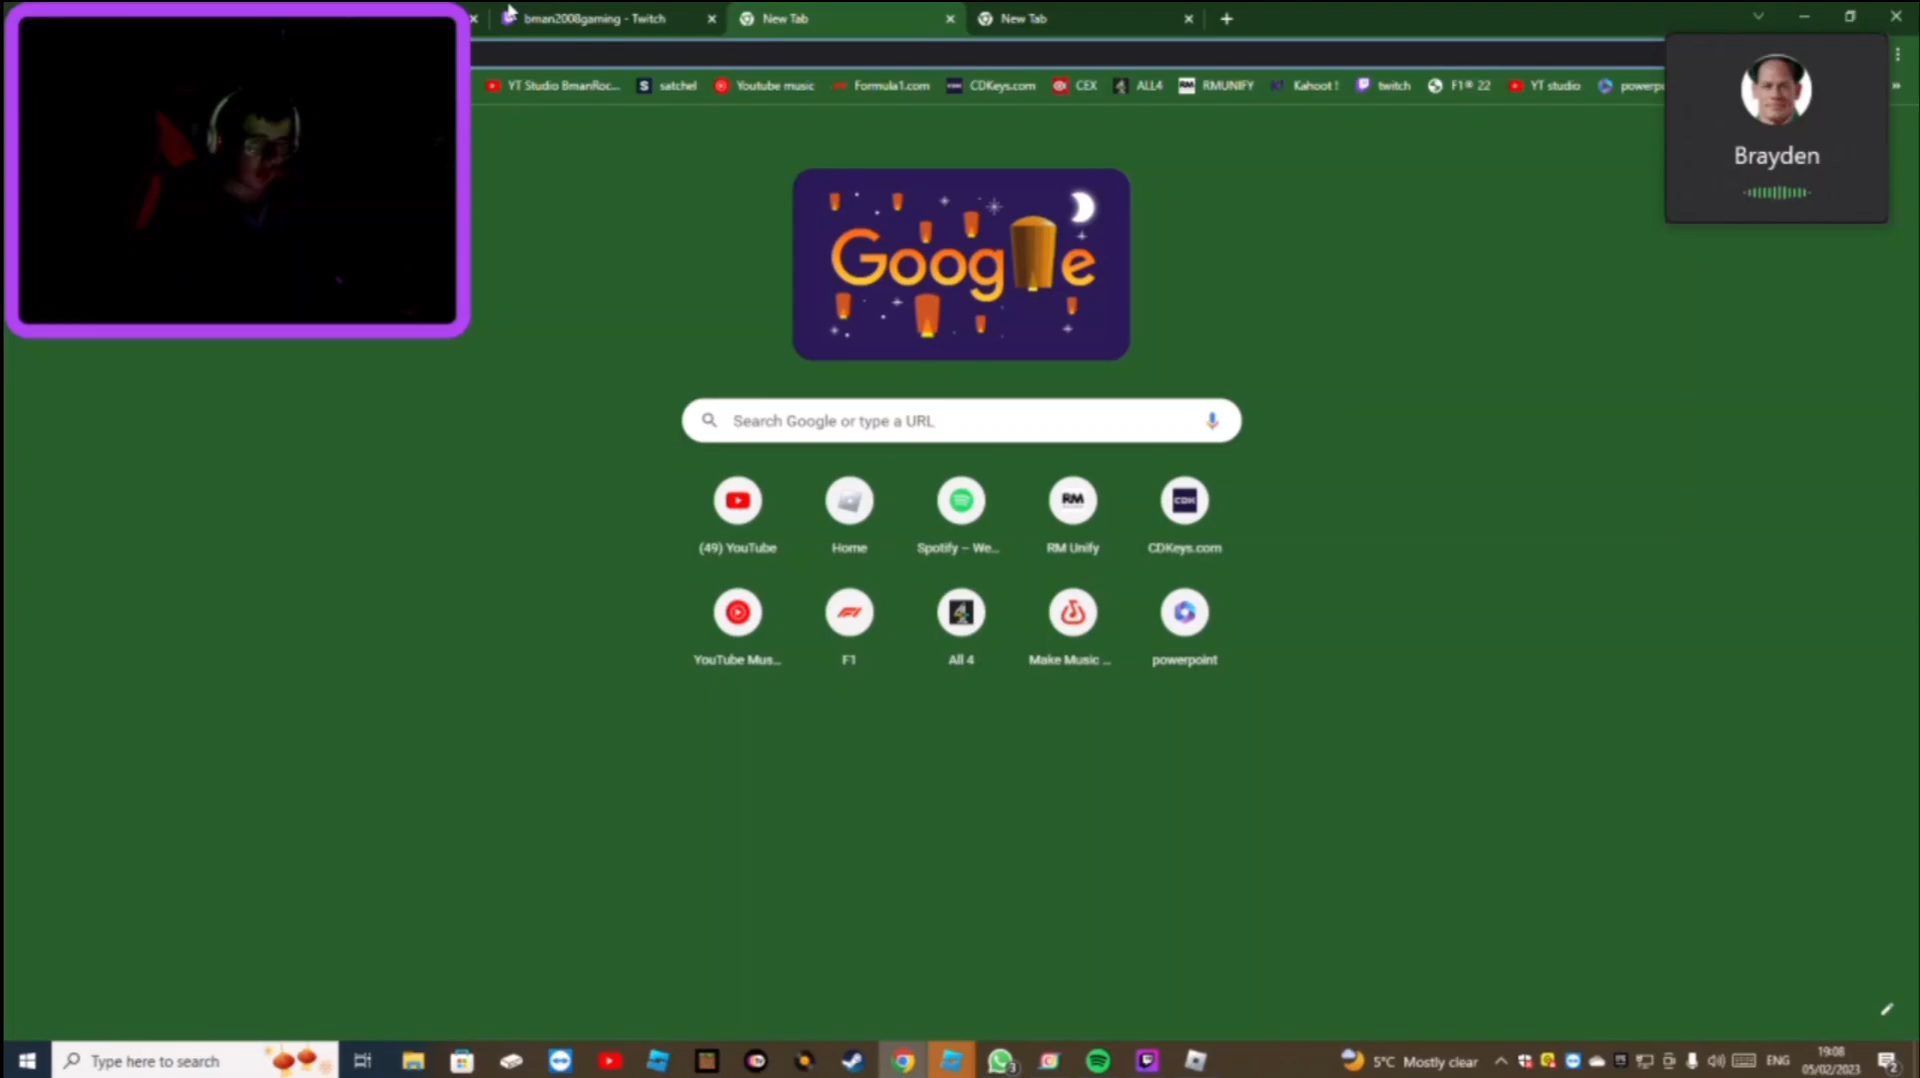 bman2008gaming - Twitch
New Tab
New Tab
YT Studio BmanRoc...
satchel
Youtube music
Formula1.com
CDKeys.com
CEX
ALL4
RMUNIFY
Kahoot !
twitch
F1® 22
YT studio
powerp
Brayden
Google
Search Google or type a URL
(49) YouTube
Home
Spotify – We...
RM
RM Unify
CDK
CDKeys.com
YouTube Mus...
F1
All 4
Make Music ...
powerpoint
Type here to search
5°C Mostly clear
ENG
19:08
05/02/2023